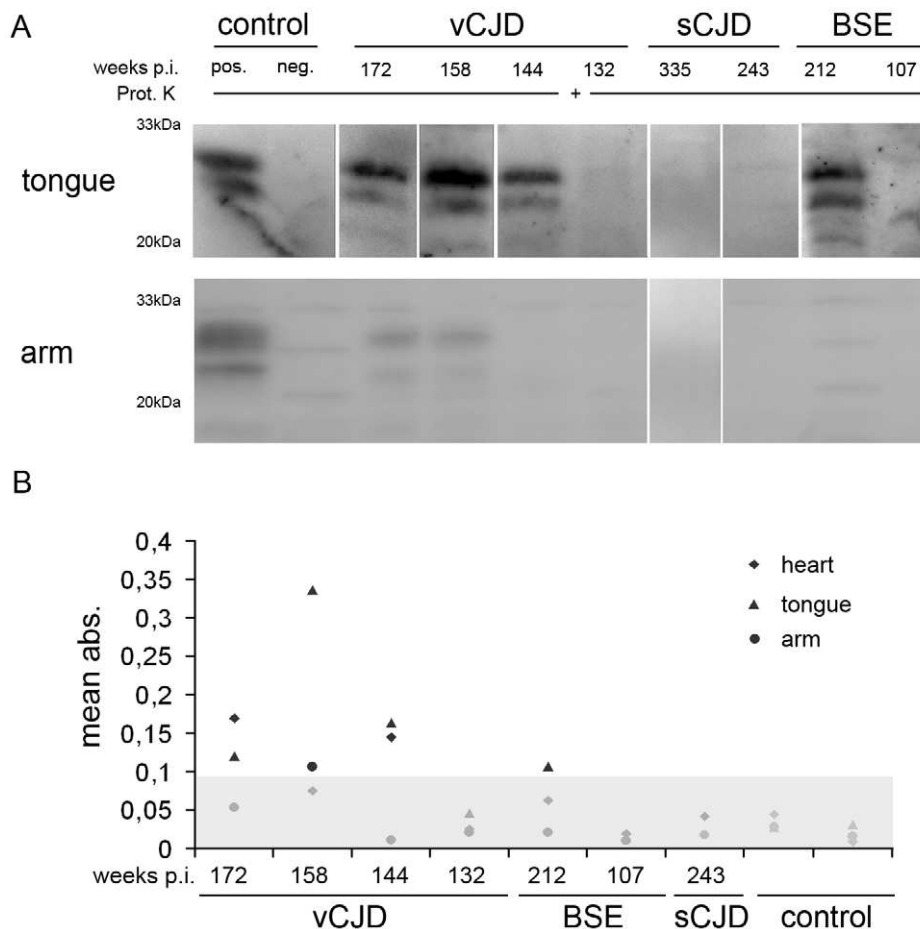 A
control vCJD sCJD BSE
weeks p.i. pos. neg. 172 158 144 132 335 243 212 107
Prot. K +
33kDa
tongue
20kDa
33kDa
arm
20kDa
B
mean abs.
0,4
0,35
0,3
0,25
0,2
0,15
0,1
0,05
0
heart
tongue
arm
weeks p.i. 172 158 144 132 212 107 243
vCJD BSE sCJD control